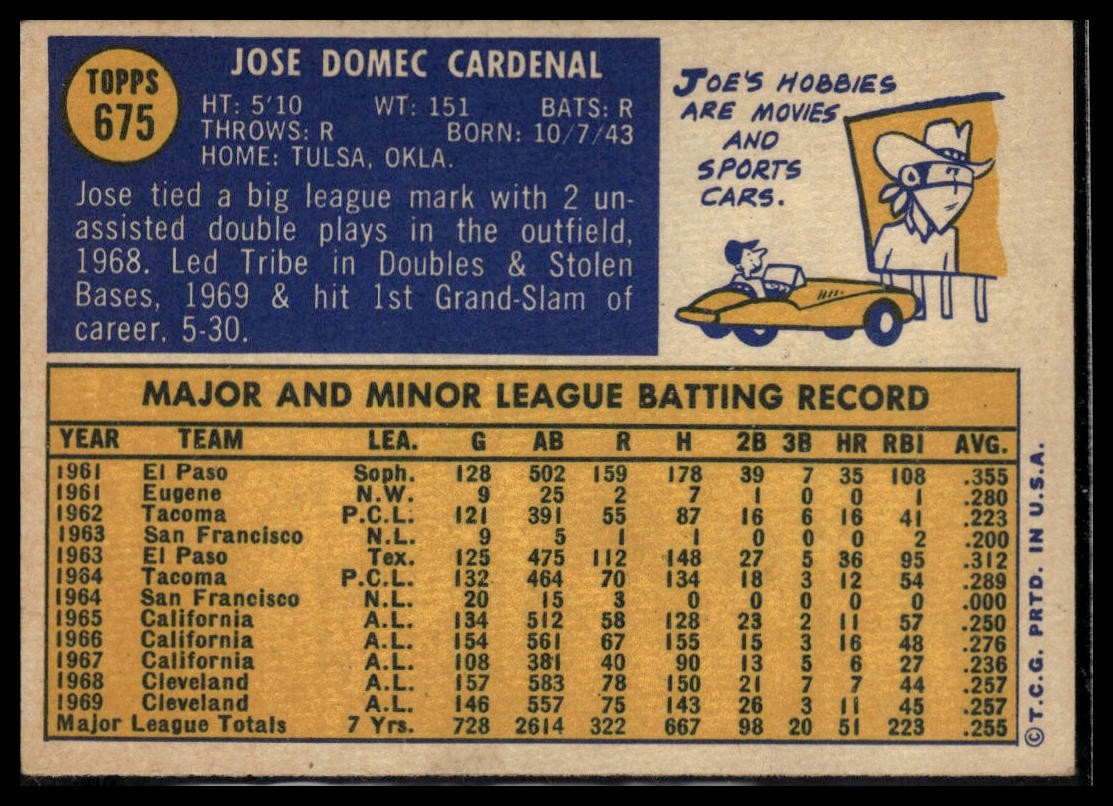 TOPPS
675
JOSE DOMEC CARDENAL
HT: 5'10 WT: 151 BATS: R
THROWS: R BORN: 10/7/43
HOME: TULSA, OKLA.
Jose tied a big league mark with 2 un-
assisted double plays in the outfield,
1968. Led Tribe in Doubles & Stolen
Bases, 1969 & hit 1st Grand-Slam of
career, 5-30.
JOE'S HOBBIES
ARE MOVIES
AND
SPORTS
CARS.
MAJOR AND MINOR LEAGUE BATTING RECORD
YEAR TEAM LEA. G AB R H 2B 3B HR RBI AVG.
1961 El Paso Soph. 128 502 159 178 39 7 35 108 .355
1961 Eugene N.W. 9 25 2 7 1 0 0 1 .280
1962 Tacoma P.C.L. 121 391 55 87 16 6 16 41 .223
1963 San Francisco N.L. 9 5 1 1 0 0 0 2 .200
1963 El Paso Tex. 125 475 112 148 27 5 36 95 .312
1964 Tacoma P.C.L. 132 464 70 134 18 3 12 54 .289
1964 San Francisco N.L. 20 15 3 0 0 0 0 0 .000
1965 California A.L. 134 512 58 128 23 2 11 57 .250
1966 California A.L. 154 561 67 155 15 3 16 48 .276
1967 California A.L. 108 381 40 90 13 5 6 27 .236
1968 Cleveland A.L. 157 583 78 150 21 7 7 44 .257
1969 Cleveland A.L. 146 557 75 143 26 3 11 45 .257
Major League Totals 7 Yrs. 728 2614 322 667 98 20 51 223 .255
©T.C.G. PRTD. IN U.S.A.